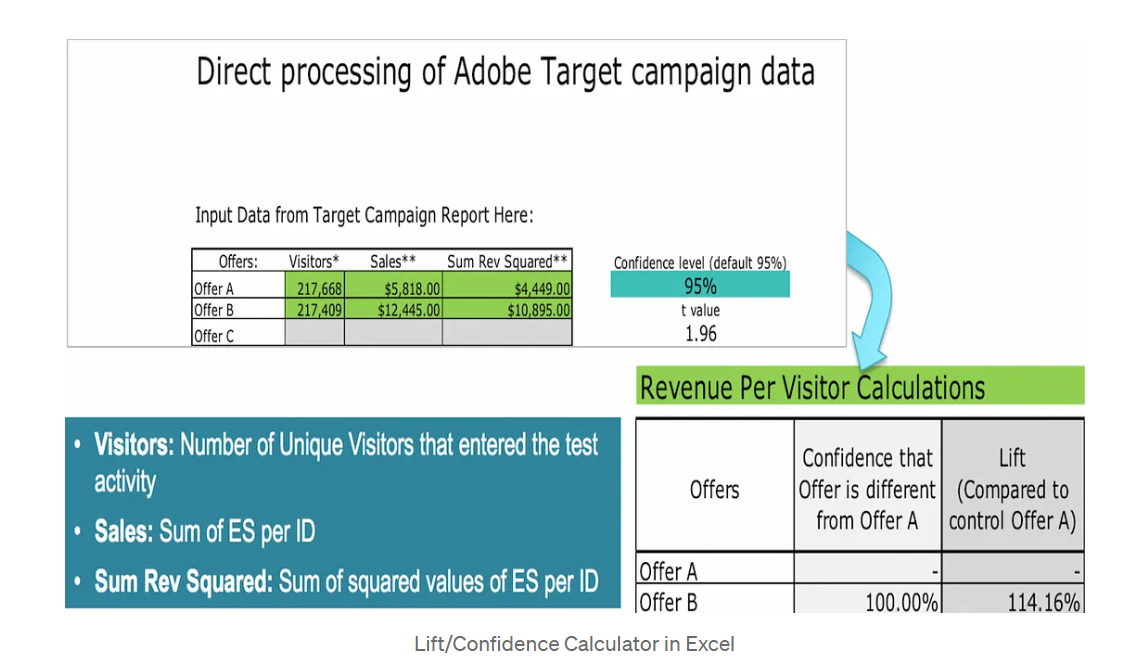 Direct processing of Adobe Target campaign data
Input Data from Target Campaign Report Here:
Offers: Visitors* Sales** Sum Rev Squared**
Offer A 217,668 $5,818.00 $4,449.00
Offer B 217,409 $12,445.00 $10,895.00
Offer C
Confidence level (default 95%)
95%
t value
1.96
Revenue Per Visitor Calculations
Offers
Confidence that
Offer is different
from Offer A
Lift
(Compared to
control Offer A)
Offer A - -
Offer B 100.00% 114.16%
• Visitors: Number of Unique Visitors that entered the test
activity
• Sales: Sum of ES per ID
• Sum Rev Squared: Sum of squared values of ES per ID
Lift/Confidence Calculator in Excel